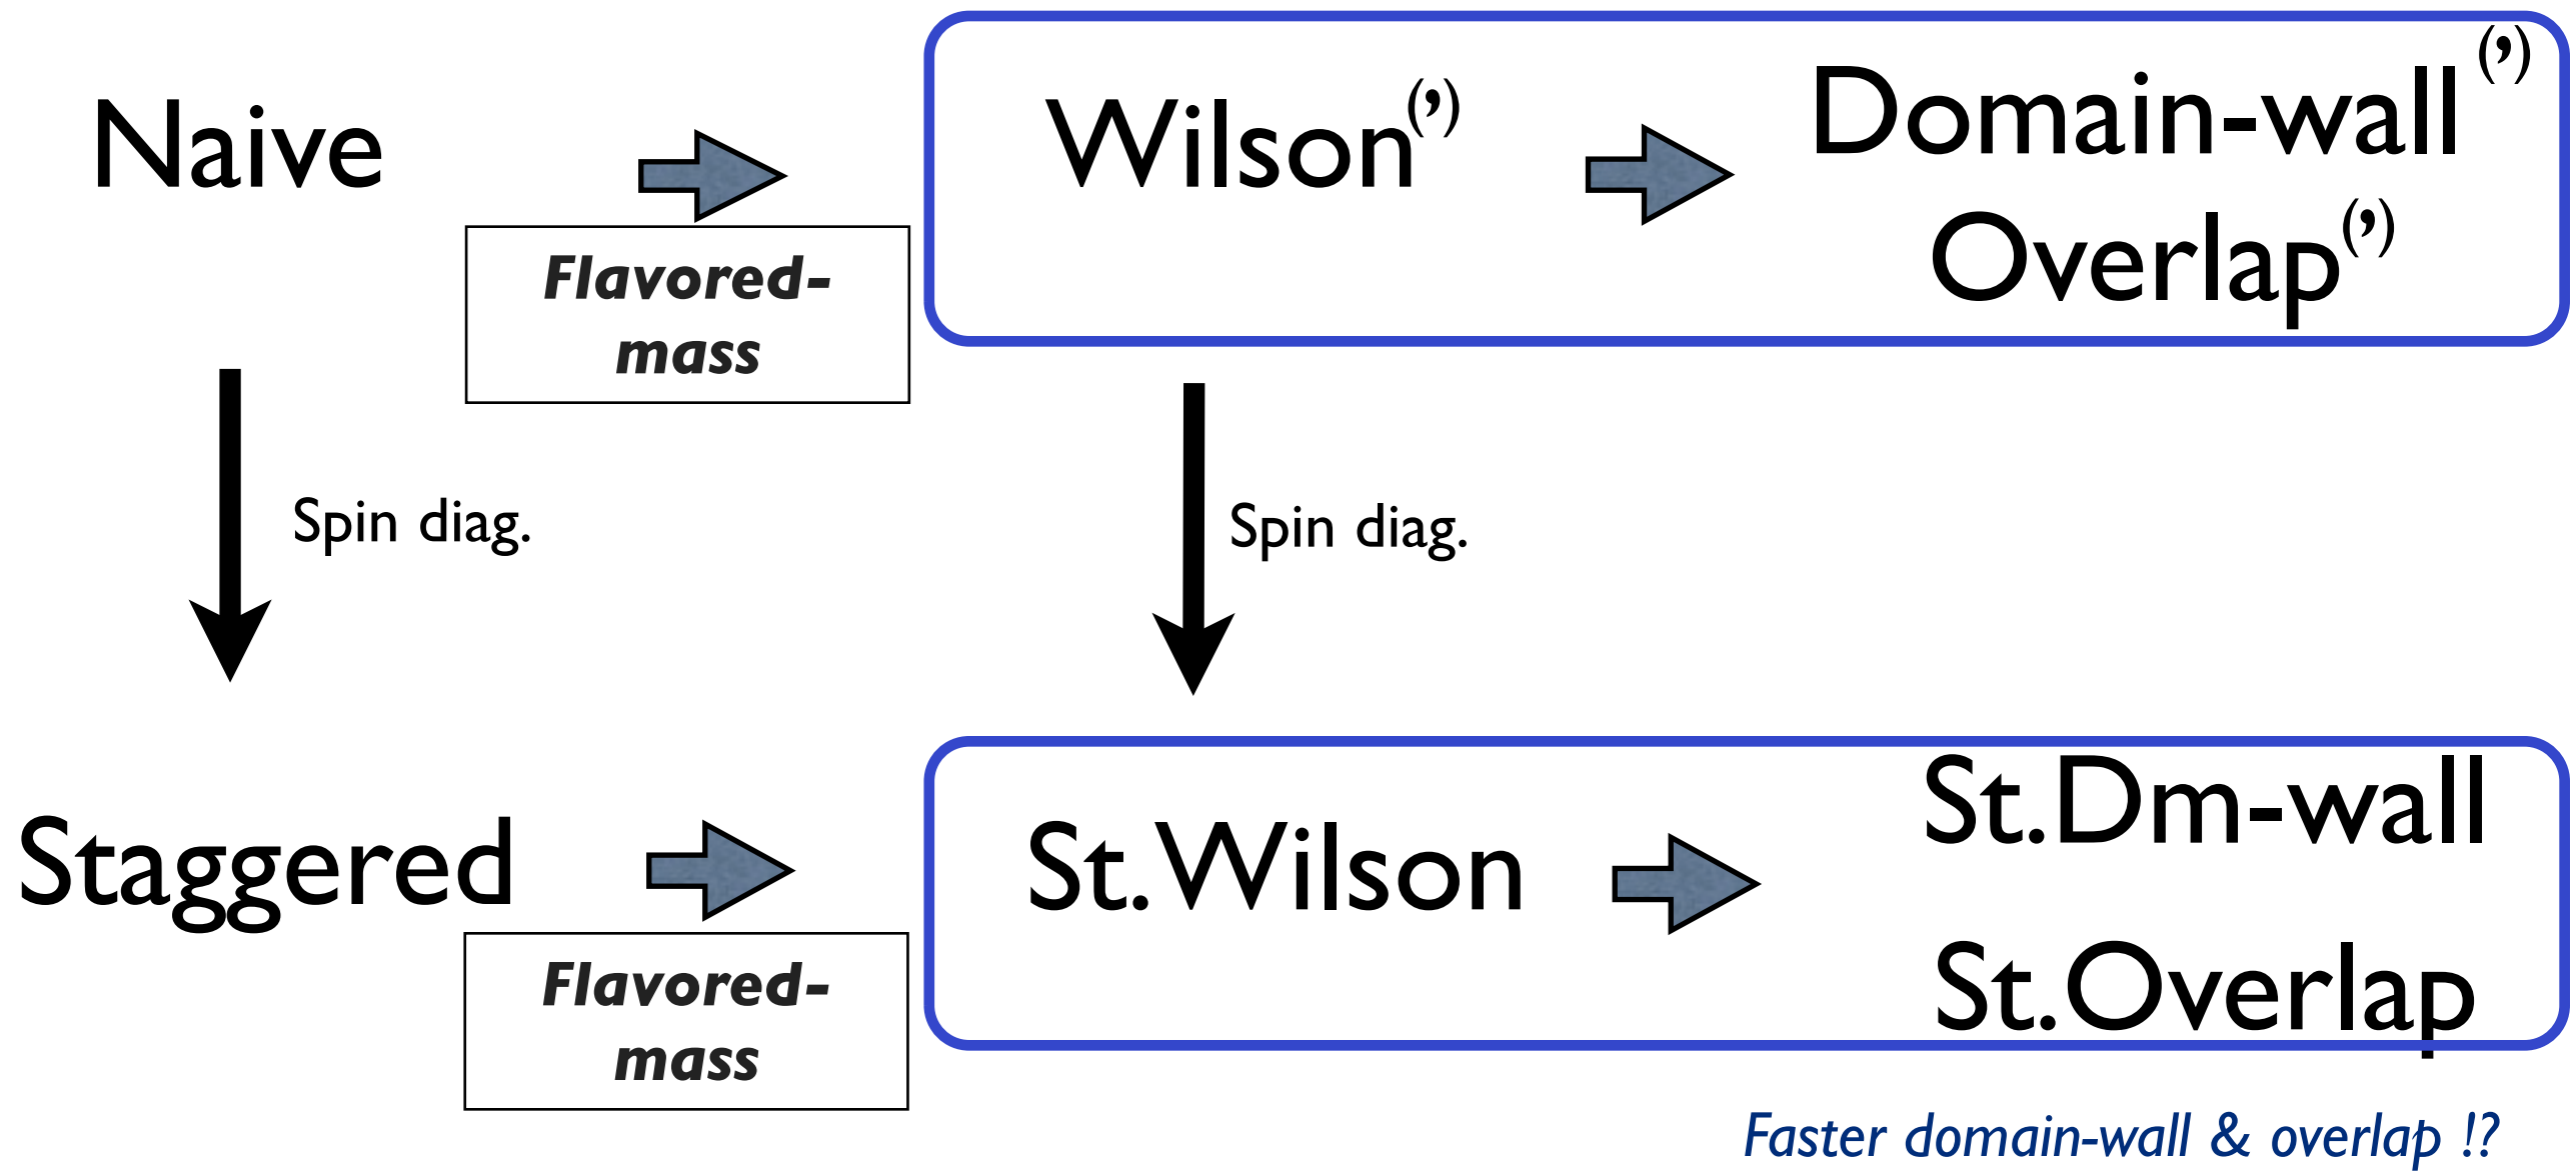 Naive
Wilson(’)
Domain-wall(’)
Overlap(’)
Flavored-
mass
Spin diag.
Spin diag.
Staggered
St.Wilson
St.Dm-wall
St.Overlap
Flavored-
mass
Faster domain-wall & overlap !?